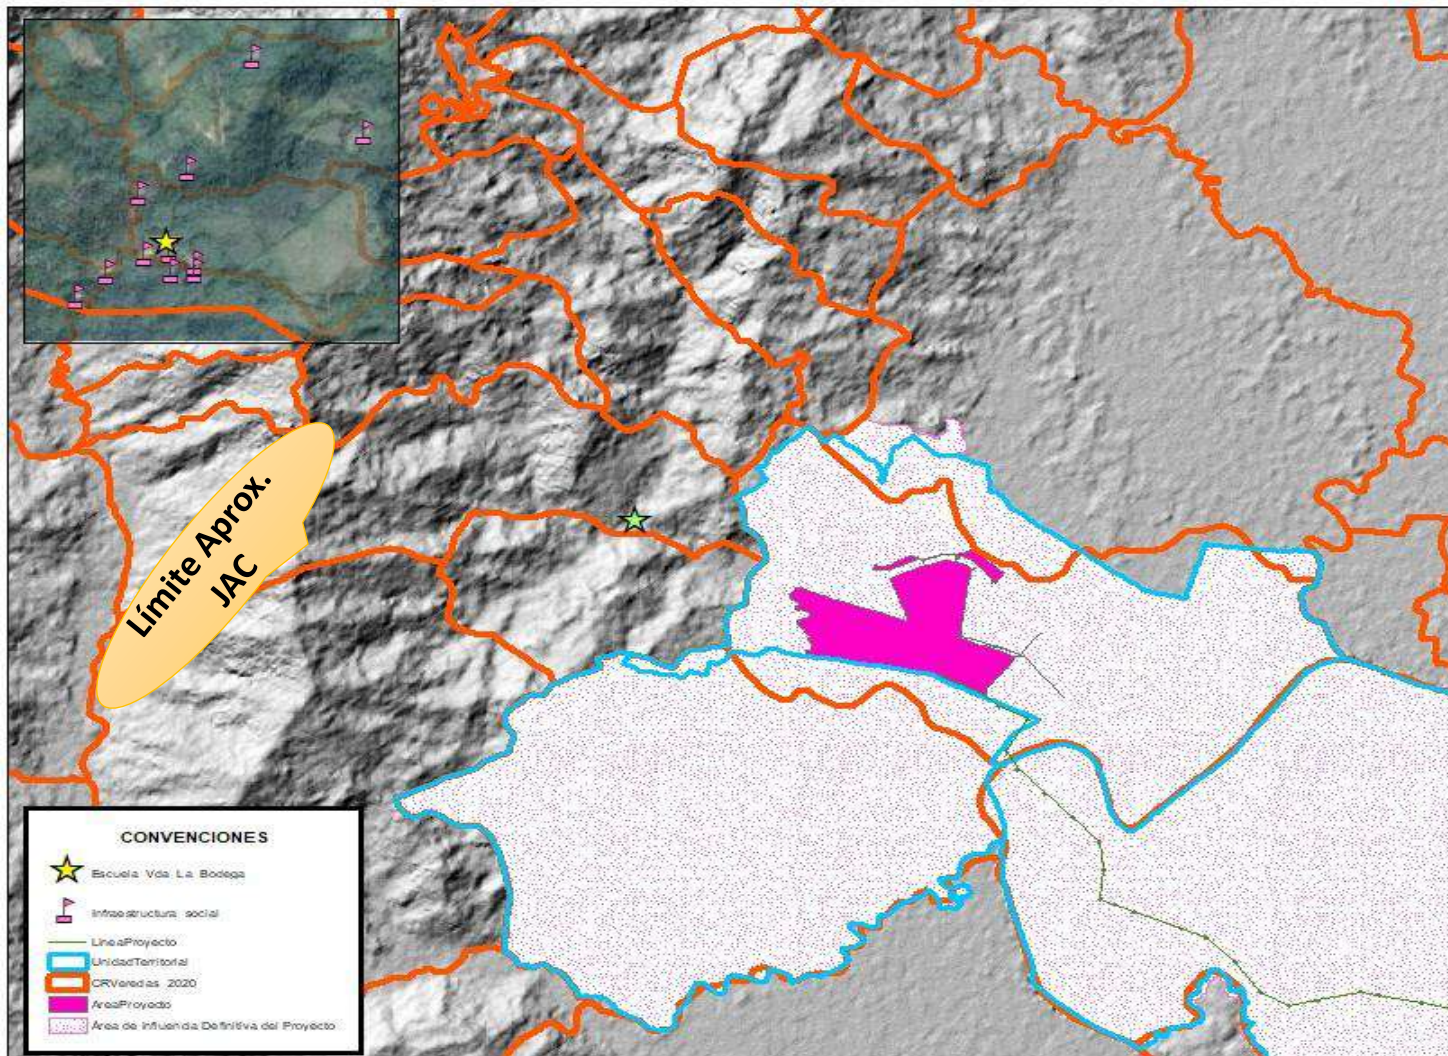 Límite Aprox.
JAC
CONVENCIONES
Escuela Vda La Bodega
Infraestructura social
LineaProyecto
UnidadTerritorial
CRVeredas 2020
AreaProyecto
Área de Influencia Definitiva del Proyecto